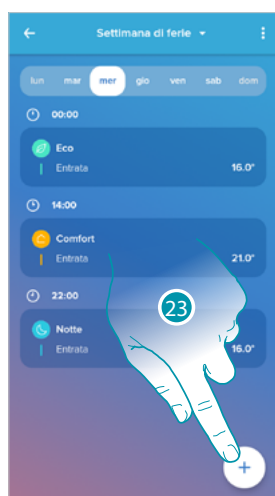 Settimana di ferie
lun mar mer gio ven sab dom
00:00
Eco
Entrata 16.0°
14:00
Comfort
Entrata 21.0°
22:00
Notte
Entrata 16.0°
23
+